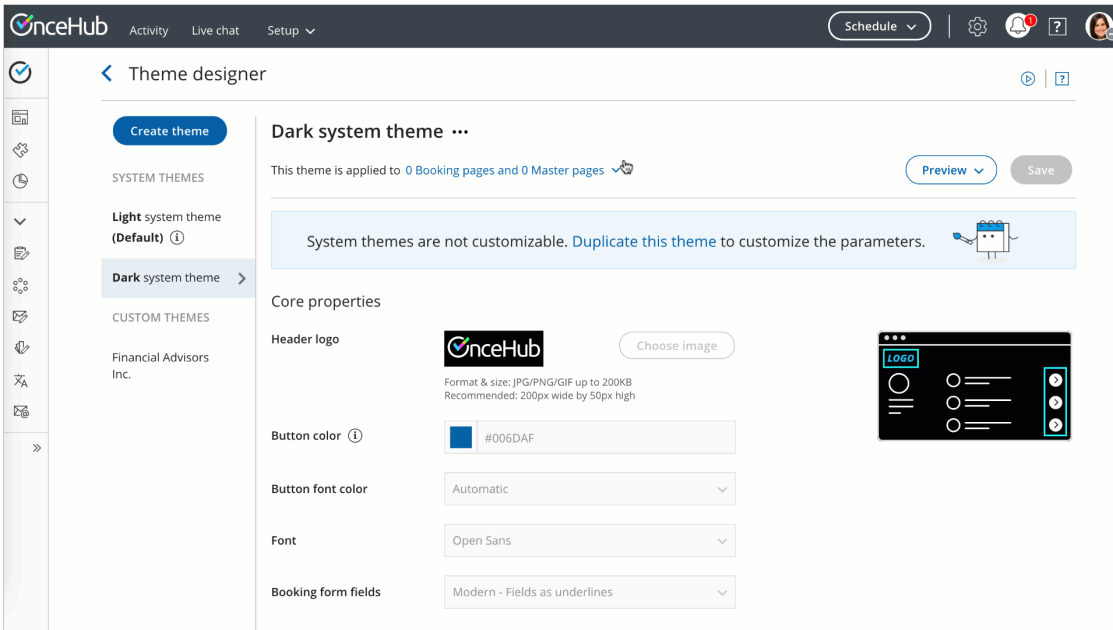 OnceHub
Activity
Live chat
Setup
Schedule
1
?
Theme designer
?
Create theme
SYSTEM THEMES
Light system theme
(Default) i
Dark system theme
CUSTOM THEMES
Financial Advisors
Inc.
Dark system theme •••
This theme is applied to 0 Booking pages and 0 Master pages
Preview
Save
System themes are not customizable. Duplicate this theme to customize the parameters.
Core properties
Header logo
OnceHub
Choose image
Format & size: JPG/PNG/GIF up to 200KB
Recommended: 200px wide by 50px high
LOGO
Button color i
#006DAF
Button font color
Automatic
Font
Open Sans
Booking form fields
Modern - Fields as underlines